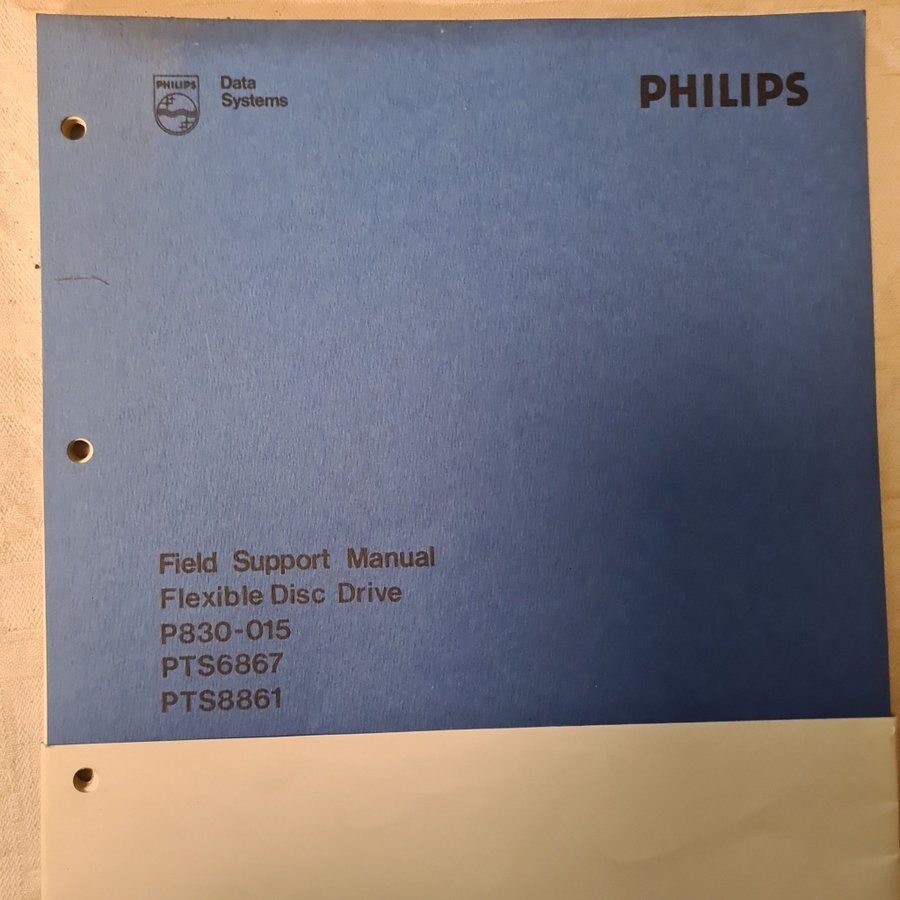 PHILIPS
Data
Systems
PHILIPS
Field Support Manual
Flexible Disc Drive
P830-015
PTS6867
PTS8861